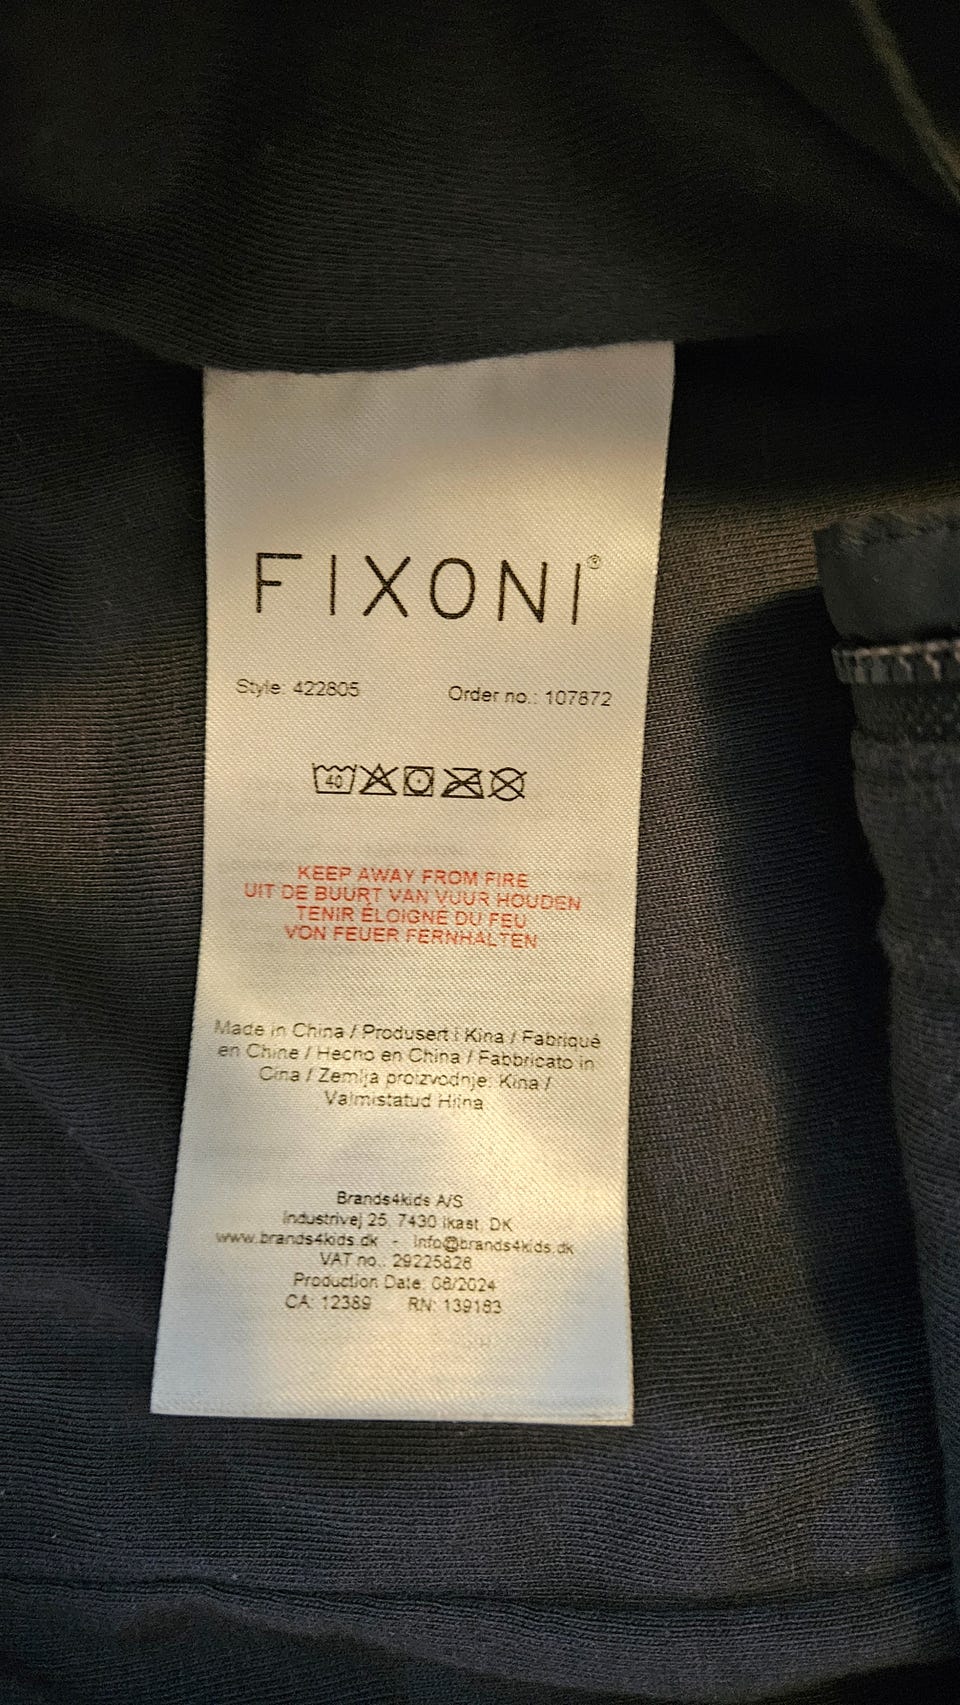 FIXONI®
Style: 422805 Order no.: 107872
40
KEEP AWAY FROM FIRE
UIT DE BUURT VAN VUUR HOUDEN
TENIR ÉLOIGNÉ DU FEU
VON FEUER FERNHALTEN
Made in China / Produsert i Kina / Fabriqué
en Chine / Hecho en China / Fabbricato in
Cina / Zemlja proizvodnje: Kina /
Valmistatud Hiina
Brands4kids A/S
Industrivej 25, 7430 Ikast, DK
www.brands4kids.dk - Info@brands4kids.dk
VAT no.: 29225826
Production Date: 08/2024
CA: 12389 RN: 139183